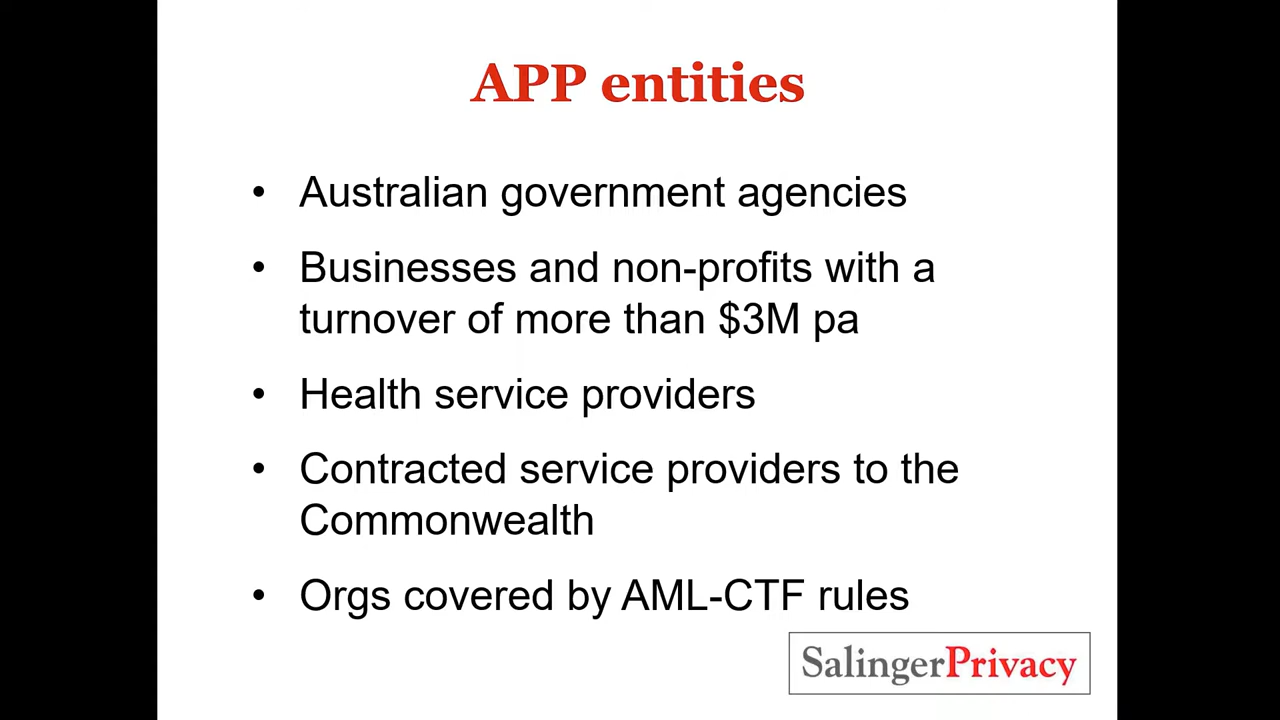 APP entities
• Australian government agencies
• Businesses and non-profits with a
turnover of more than $3M pa
• Health service providers
• Contracted service providers to the
Commonwealth
• Orgs covered by AML-CTF rules
SalingerPrivacy